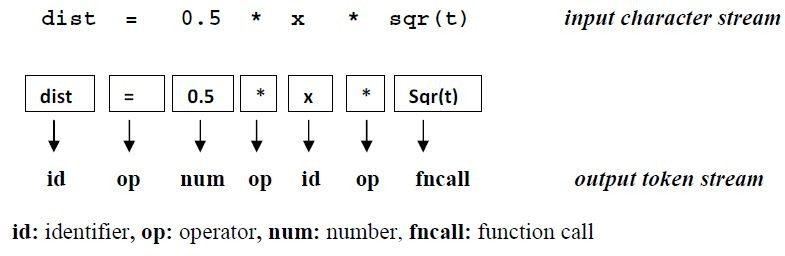 dist = 0.5 * x * sqr(t) input character stream
dist = 0.5 * x * Sqr(t)
id op num op id op fncall output token stream
id: identifier, op: operator, num: number, fncall: function call